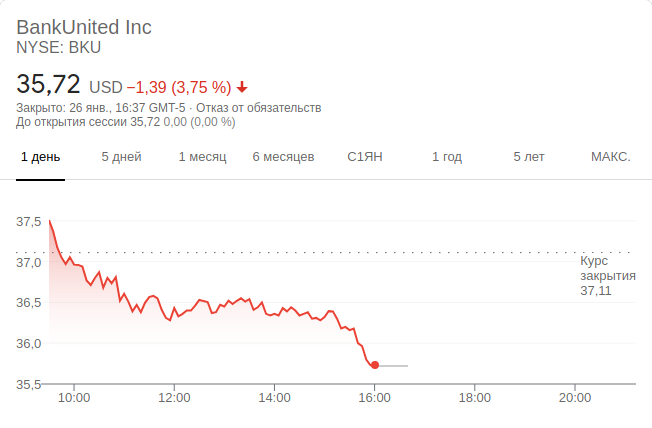 BankUnited Inc
NYSE: BKU
35,72 USD −1,39 (3,75 %)
Закрыто: 26 янв., 16:37 GMT-5 · Отказ от обязательств
До открытия сессии 35,72 0,00 (0,00 %)
1 день 5 дней 1 месяц 6 месяцев С1ЯН 1 год 5 лет МАКС.
37,5
37,0
36,5
36,0
35,5
Курс
закрытия
37,11
10:00 12:00 14:00 16:00 18:00 20:00